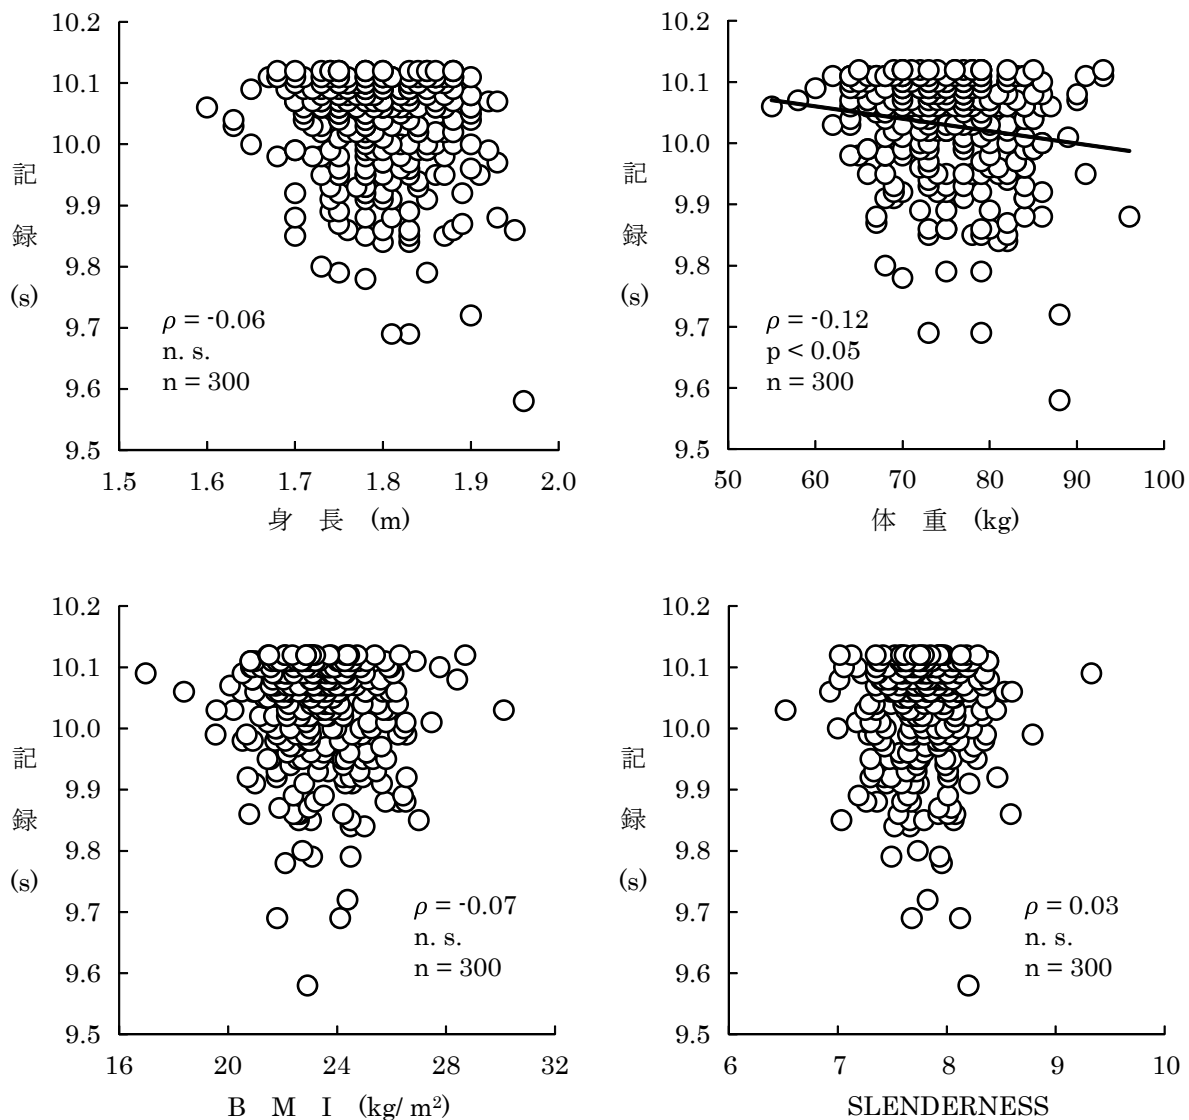 10.2
10.1
10.0
9.9
9.8
9.7
9.6
9.5
記
録
(s)
ρ = -0.06
n. s.
n = 300
1.5 1.6 1.7 1.8 1.9 2.0
身 長 (m)
10.2
10.1
10.0
9.9
9.8
9.7
9.6
9.5
記
録
(s)
ρ = -0.12
p < 0.05
n = 300
50 60 70 80 90 100
体 重 (kg)
10.2
10.1
10.0
9.9
9.8
9.7
9.6
9.5
記
録
(s)
ρ = -0.07
n. s.
n = 300
16 20 24 28 32
B M I (kg/ m²)
10.2
10.1
10.0
9.9
9.8
9.7
9.6
9.5
記
録
(s)
ρ = 0.03
n. s.
n = 300
6 7 8 9 10
SLENDERNESS